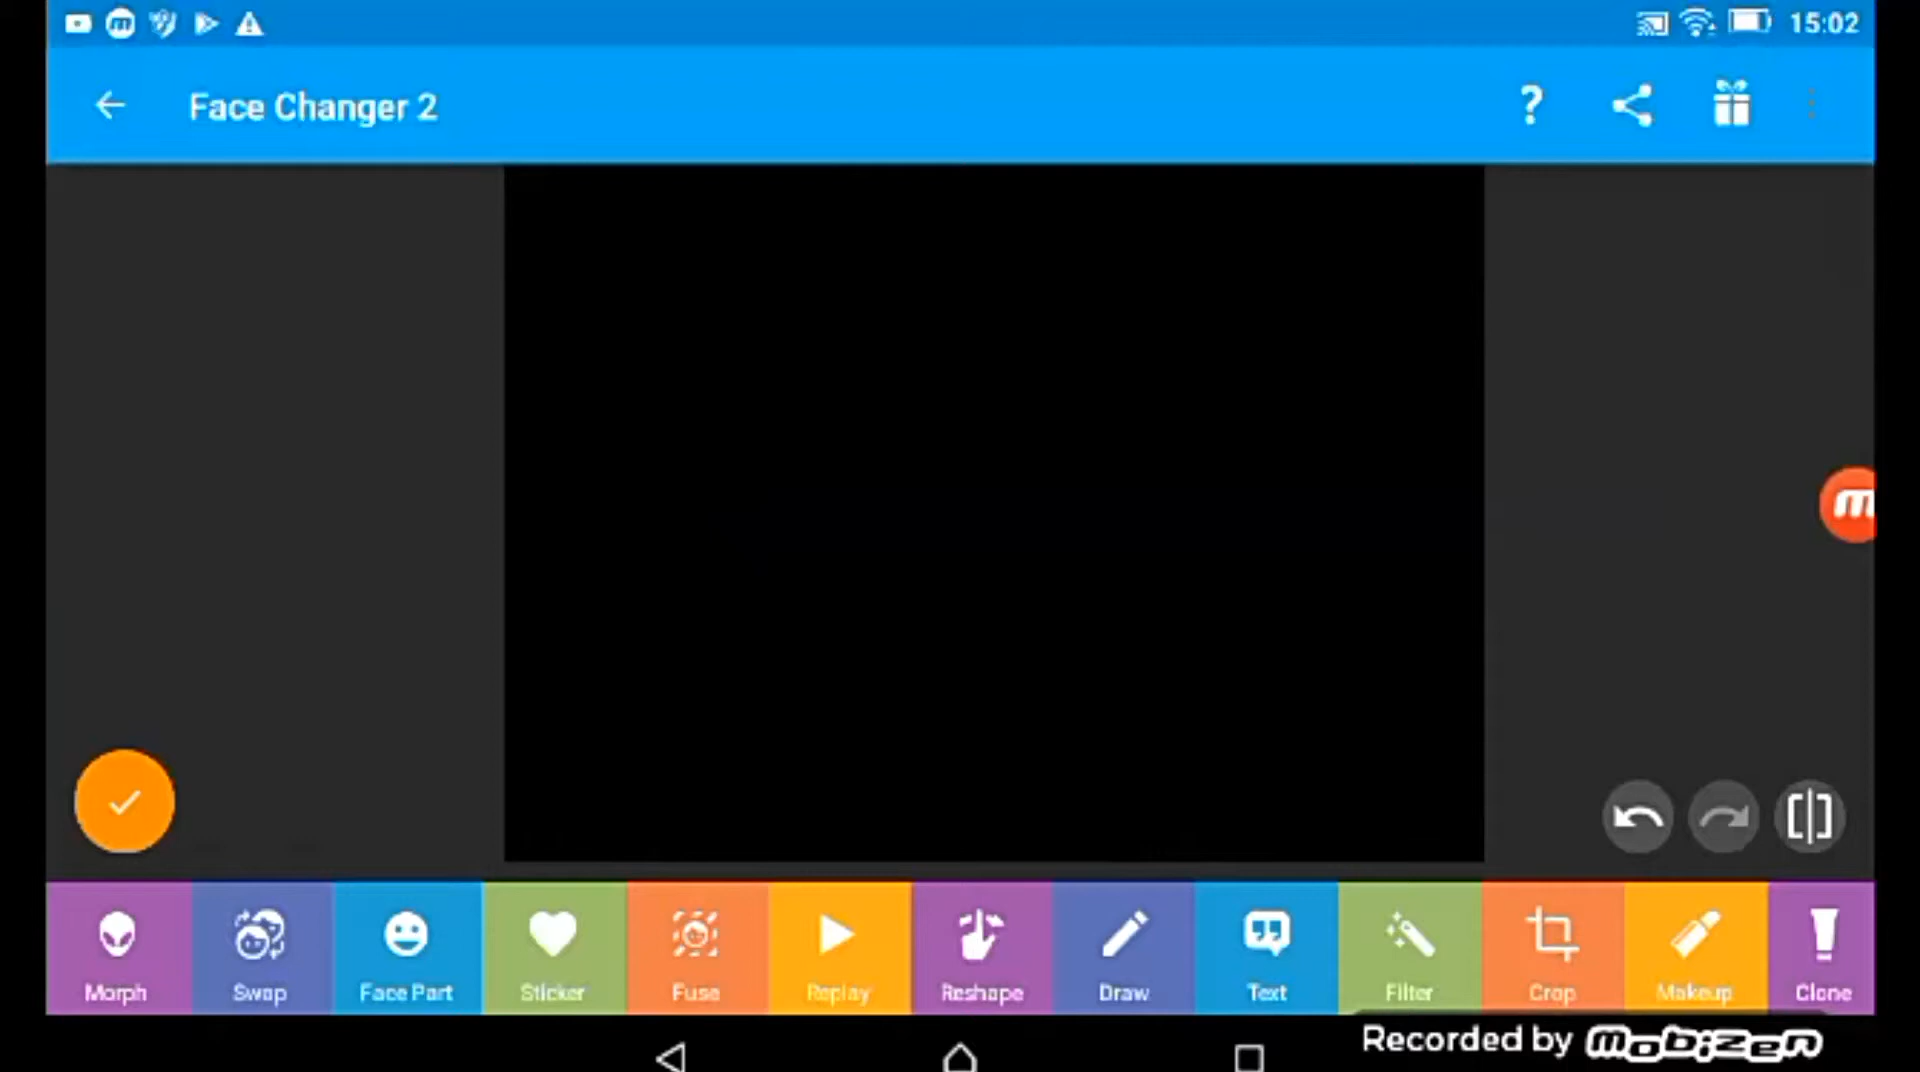 15:02
Face Changer 2
?
m
Morph Swap Face Part Sticker Fuse Replay Reshape Draw Text Filter Crop Makeup Clone
Recorded by mobizen